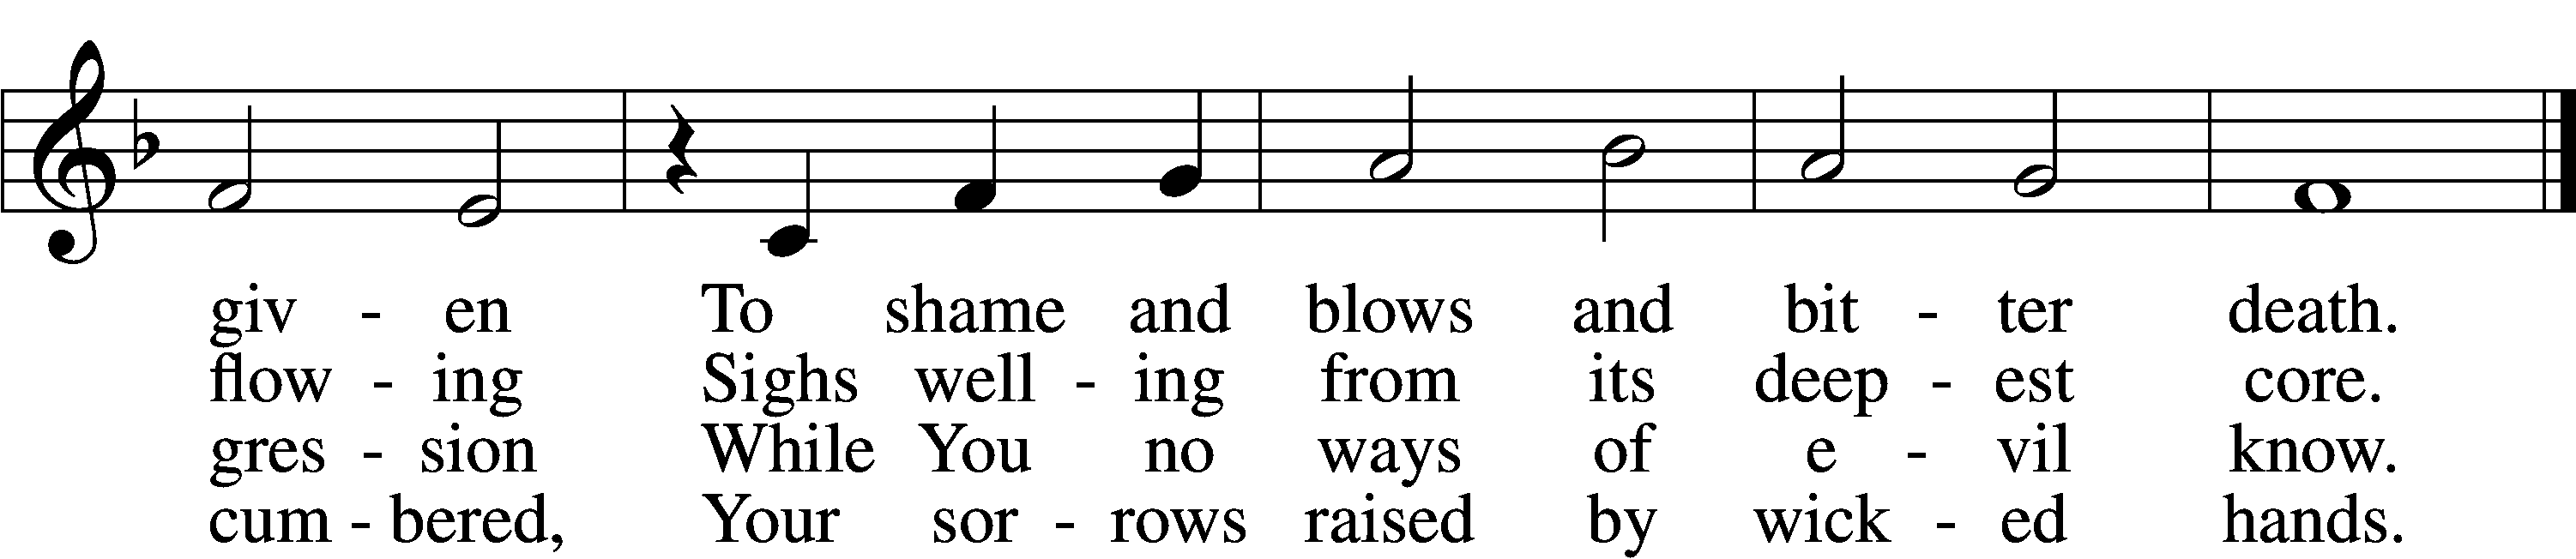 giv - en To shame and blows and bit - ter death.
flow - ing Sighs well - ing from its deep - est core.
gres - sion While You no ways of e - vil know.
cum - bered, Your sor - rows raised by wick - ed hands.